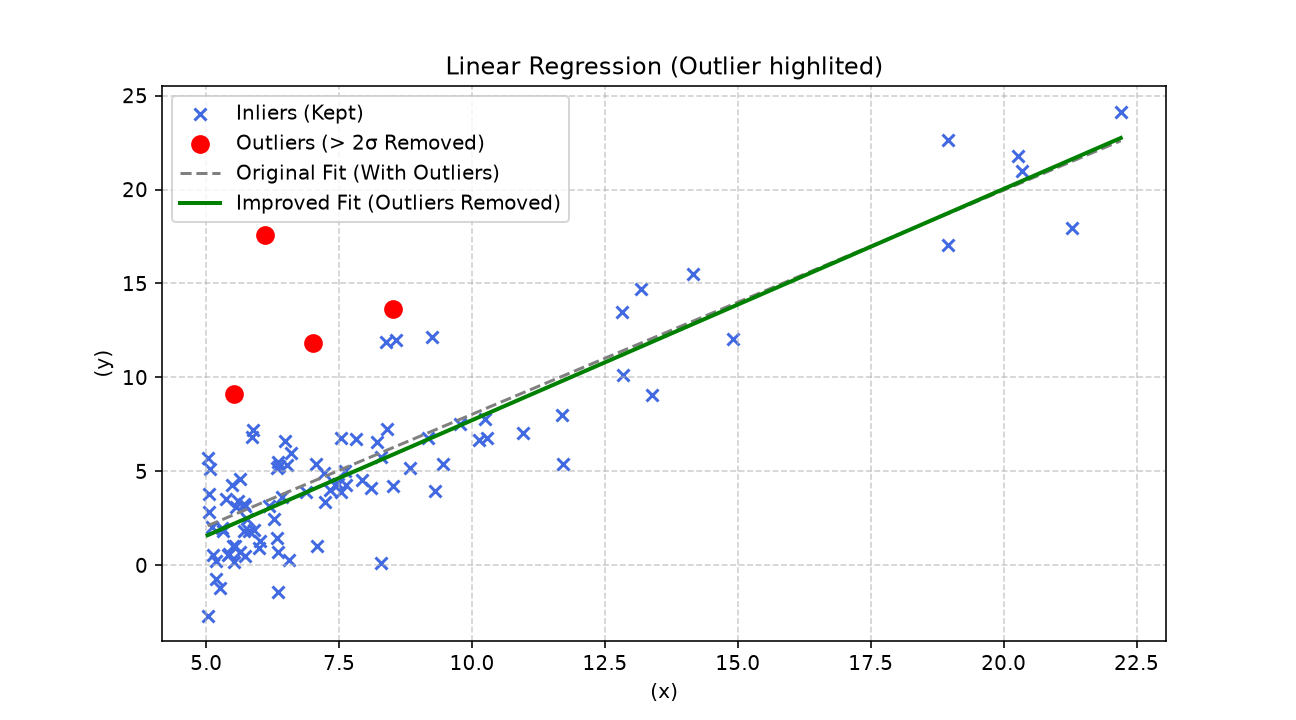 Linear Regression (Outlier highlited)
25
20
15
10
5
0
(y)
Inliers (Kept)
Outliers (> 2σ Removed)
Original Fit (With Outliers)
Improved Fit (Outliers Removed)
5.0 7.5 10.0 12.5 15.0 17.5 20.0 22.5
(x)